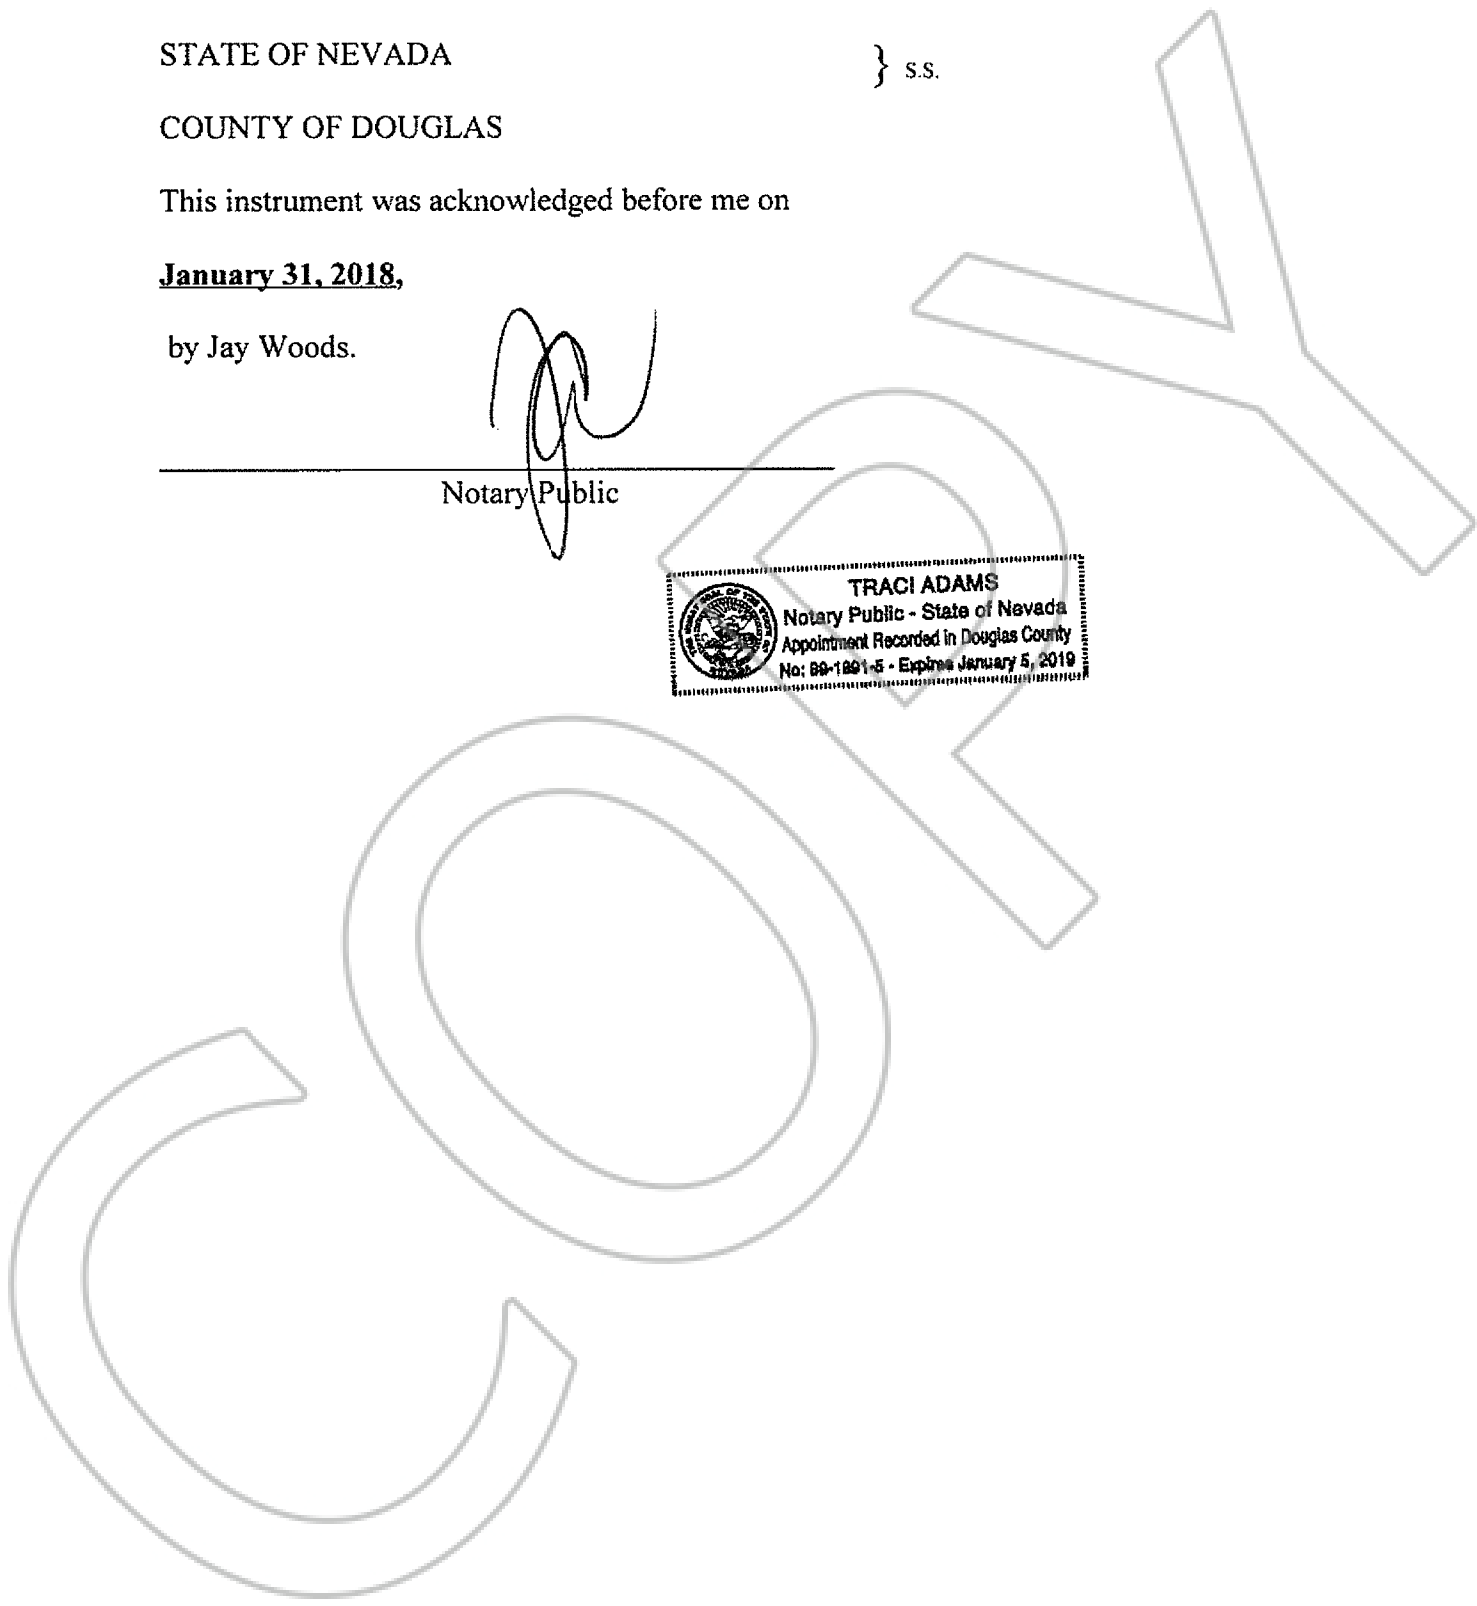 STATE OF NEVADA
} s.s.
COUNTY OF DOUGLAS
This instrument was acknowledged before me on
January 31, 2018,
by Jay Woods.
Notary Public
TRACI ADAMS
Notary Public - State of Nevada
Appointment Recorded in Douglas County
No: 89-1891-5 - Expires January 5, 2019
COPY